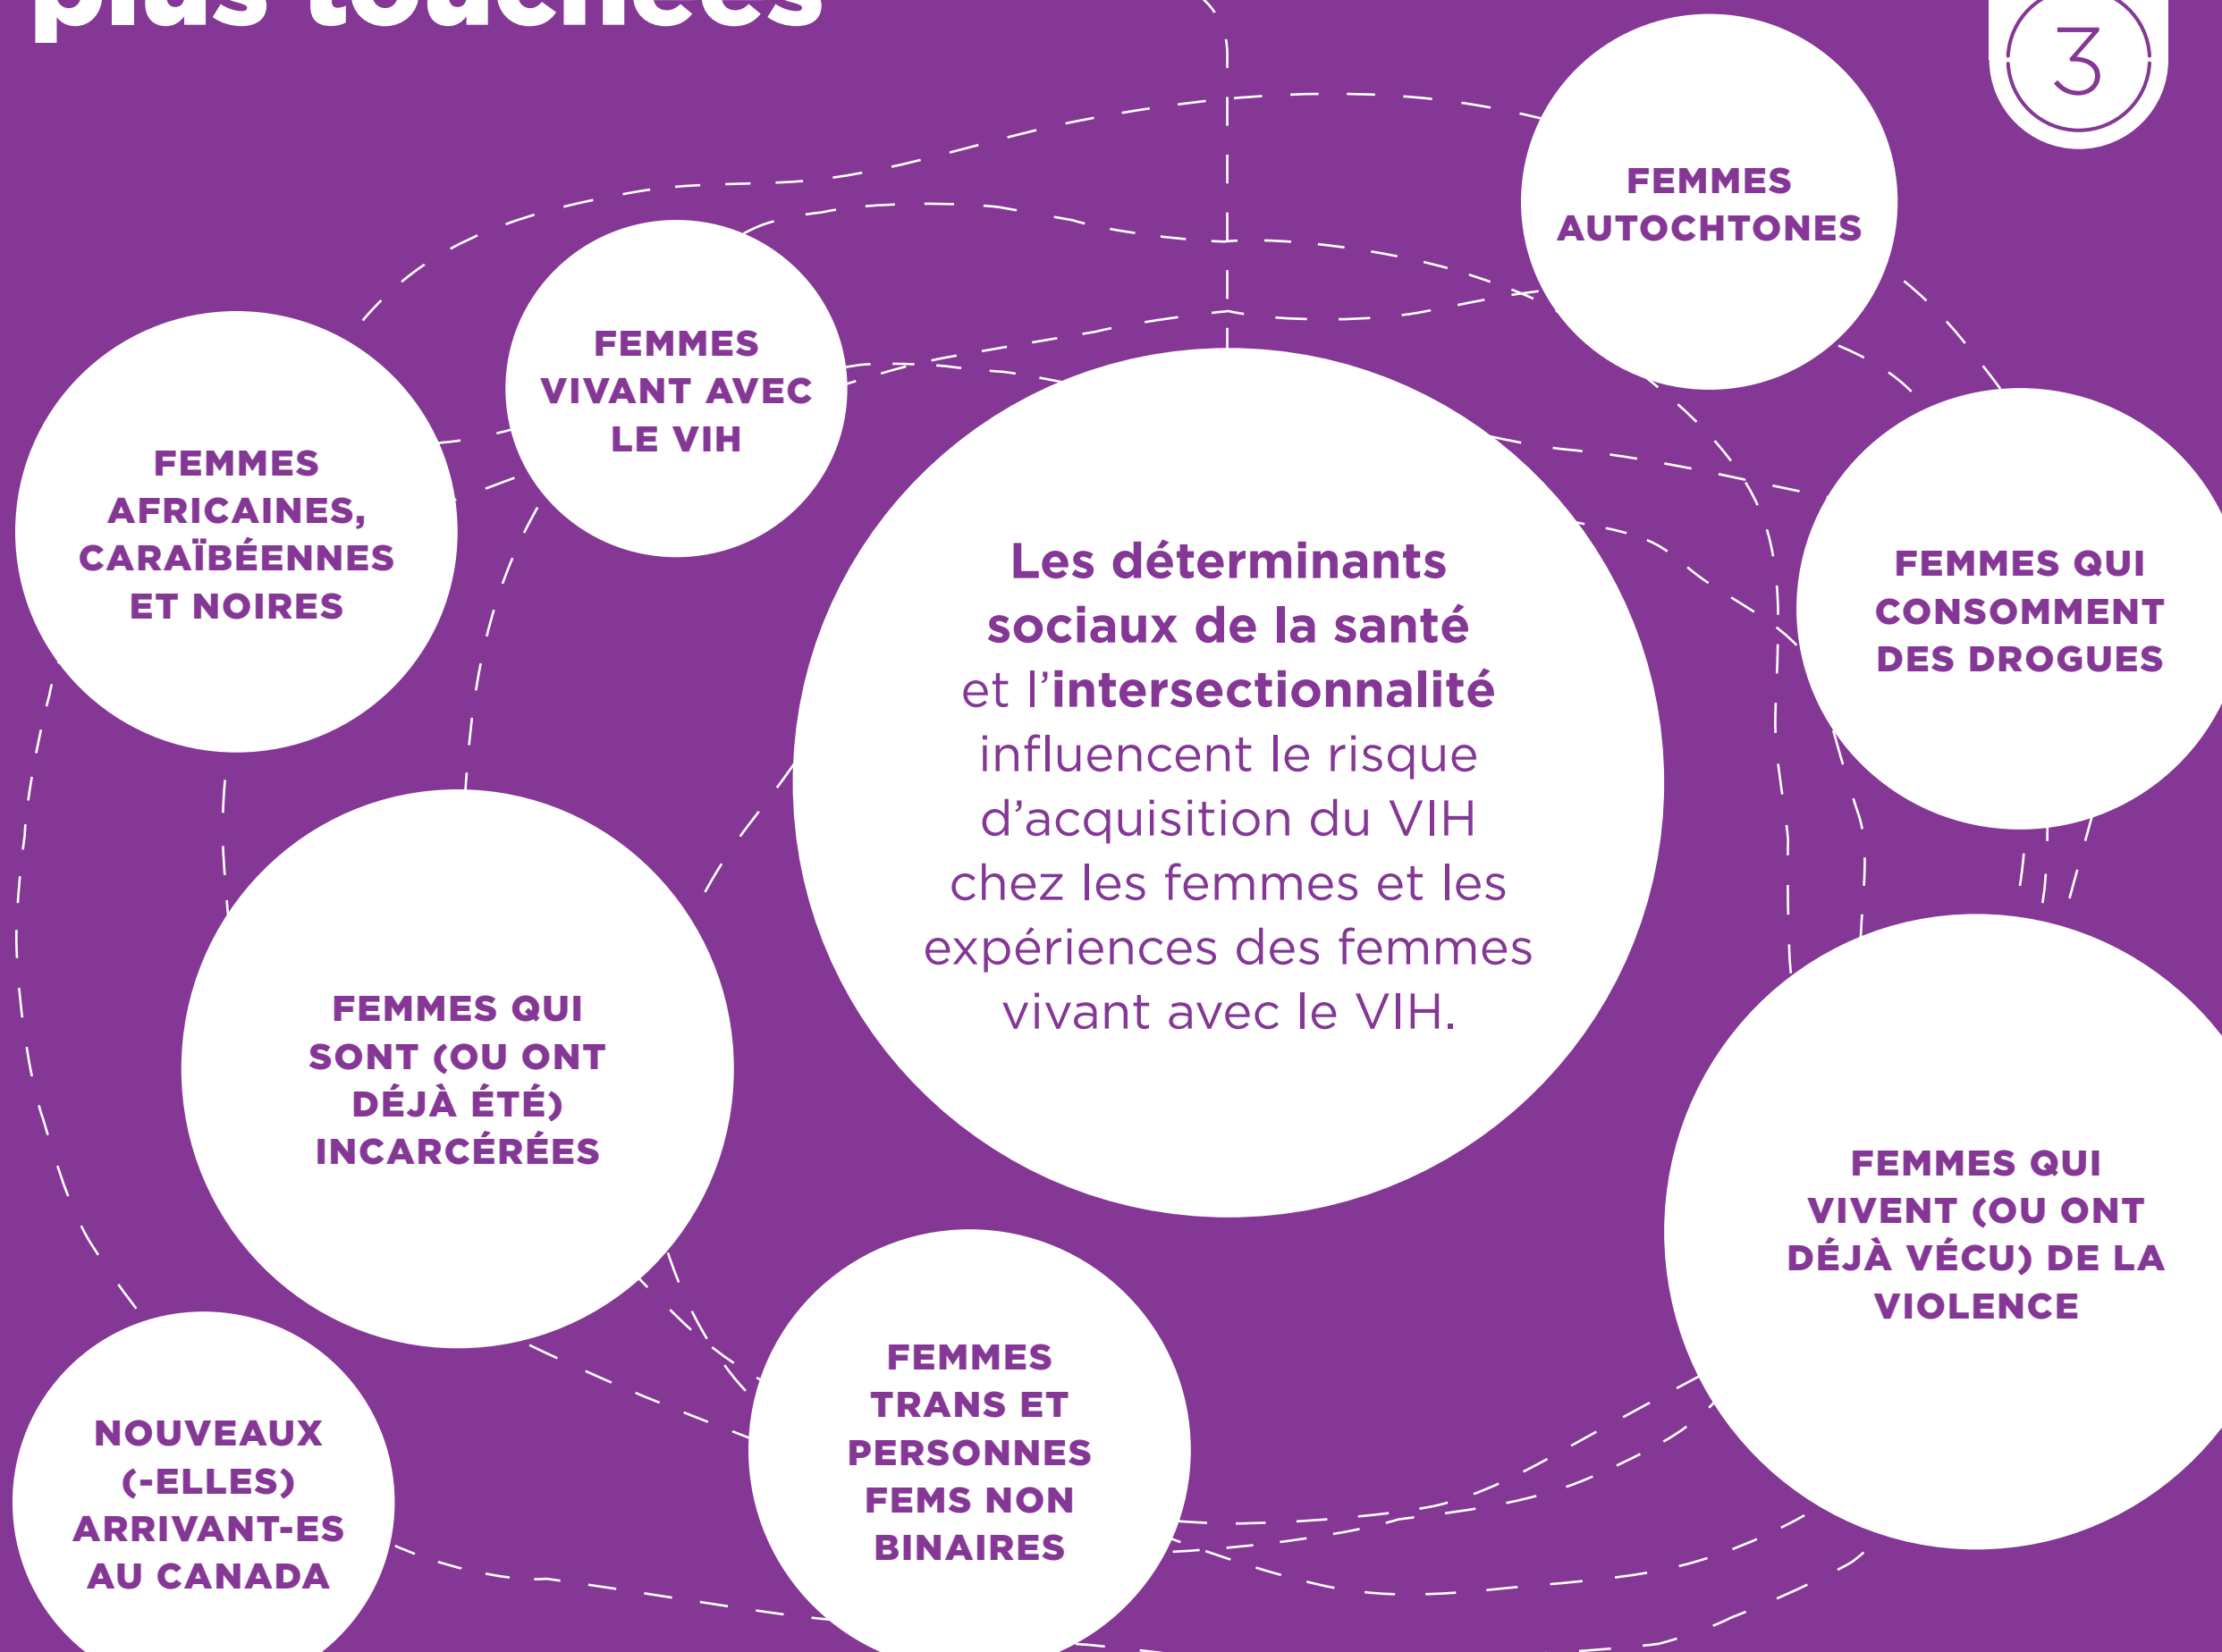 plus touchées
3
FEMMES
AUTOCHTONES
FEMMES
VIVANT AVEC
LE VIH
FEMMES
AFRICAINES,
CARAÏBÉENNES
ET NOIRES
Les déterminants
sociaux de la santé
et l’intersectionnalité
influencent le risque
d’acquisition du VIH
chez les femmes et les
expériences des femmes
vivant avec le VIH.
FEMMES QUI
CONSOMMENT
DES DROGUES
FEMMES QUI
SONT (OU ONT
DÉJÀ ÉTÉ)
INCARCÉRÉES
FEMMES QUI
VIVENT (OU ONT
DÉJÀ VÉCU) DE LA
VIOLENCE
FEMMES
TRANS ET
PERSONNES
FEMS NON
BINAIRES
NOUVEAUX
(-ELLES)
ARRIVANT-ES
AU CANADA